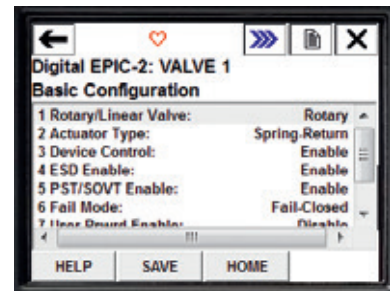 Digital EPIC-2: VALVE 1
Basic Configuration
1 Rotary/Linear Valve: Rotary
2 Actuator Type: Spring-Return
3 Device Control: Enable
4 ESD Enable: Enable
5 PST/SOVT Enable: Enable
6 Fail Mode: Fail-Closed
HELP SAVE HOME